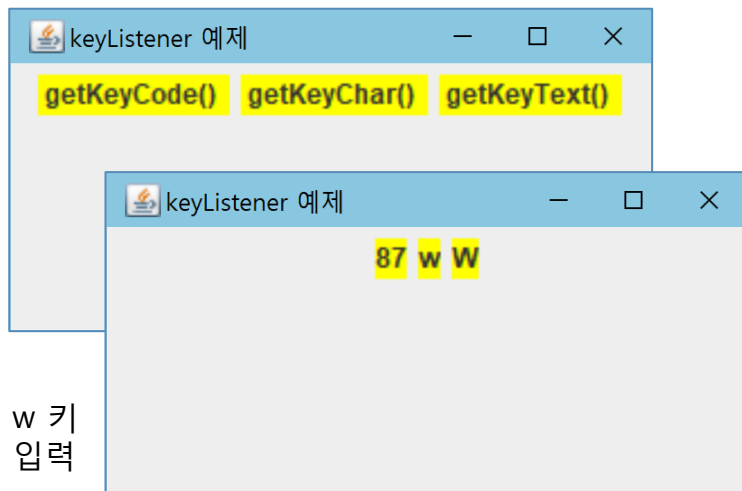 keyListener 예제
getKeyCode() getKeyChar() getKeyText()
keyListener 예제
87 w W
w 키
입력